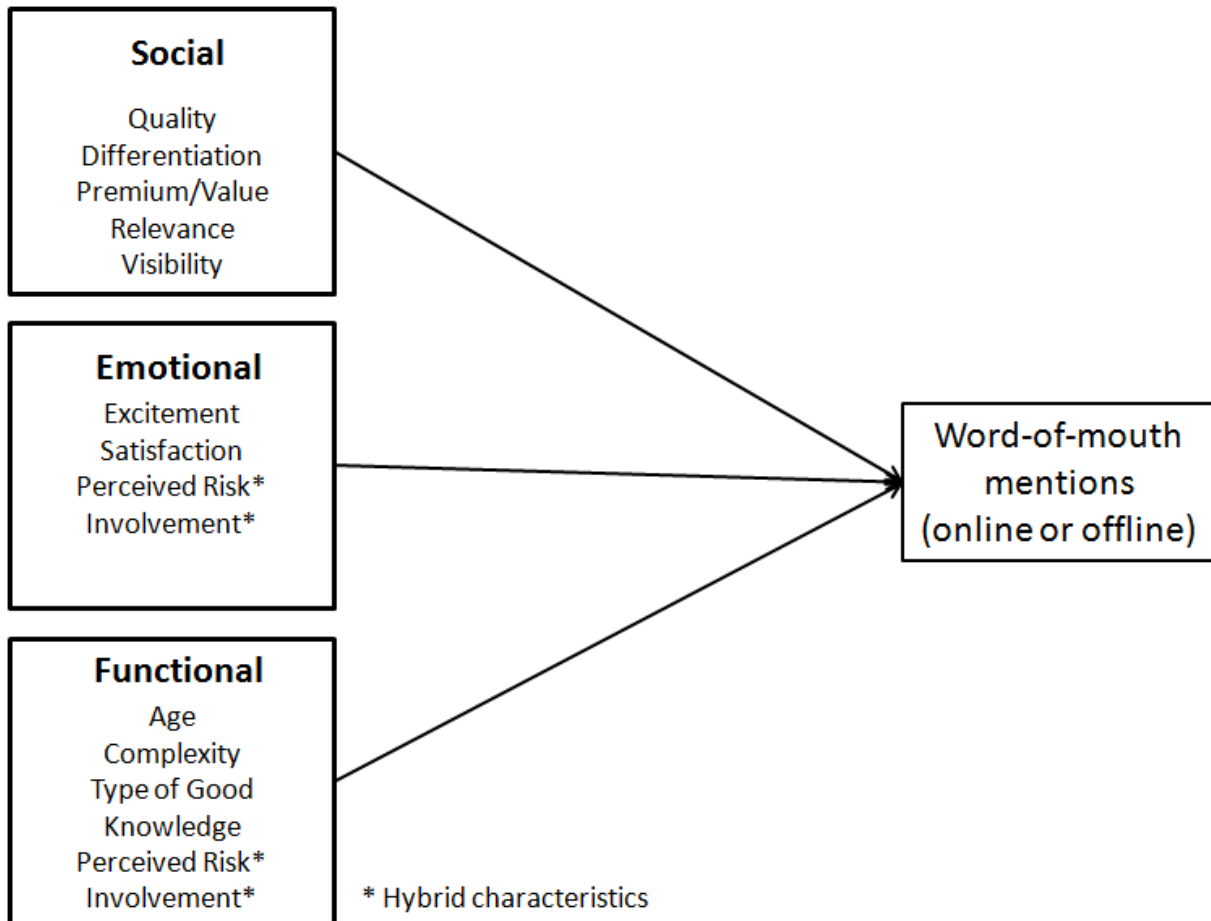 Social
Quality
Differentiation
Premium/Value
Relevance
Visibility
Emotional
Excitement
Satisfaction
Perceived Risk*
Involvement*
Functional
Age
Complexity
Type of Good
Knowledge
Perceived Risk*
Involvement*
* Hybrid characteristics
Word-of-mouth
mentions
(online or offline)